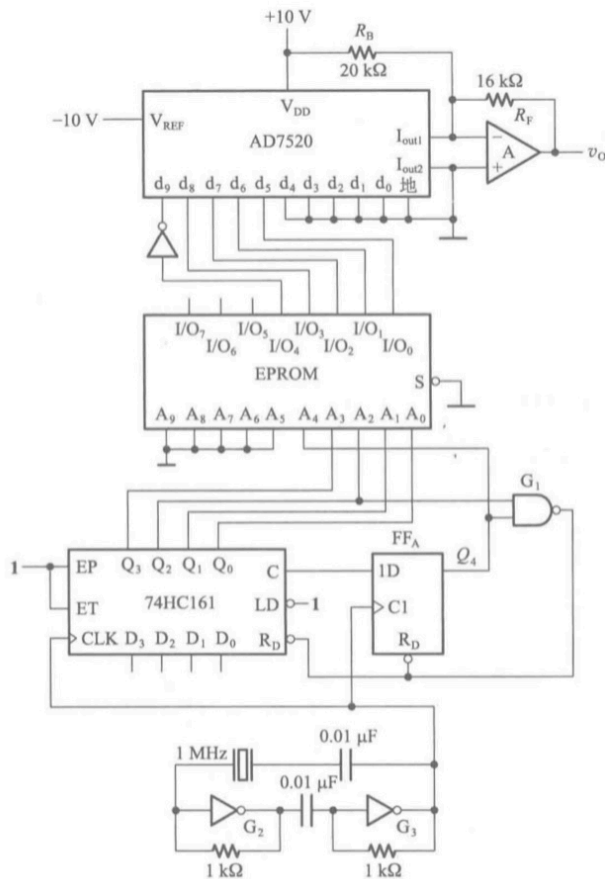 +10 V
R_B
20 kΩ
16 kΩ
R_F
−10 V
V_REF
V_DD
AD7520
I_out1
I_out2
−
+
A
v_O
d_9 d_8 d_7 d_6 d_5 d_4 d_3 d_2 d_1 d_0 地
I/O_7 I/O_5 I/O_3 I/O_1
I/O_6 I/O_4 I/O_2 I/O_0
EPROM
S
A_9 A_8 A_7 A_6 A_5 A_4 A_3 A_2 A_1 A_0
G_1
FF_A
Q_4
1
EP Q_3 Q_2 Q_1 Q_0 C
1D
74HC161
LD
1
C1
ET
CLK D_3 D_2 D_1 D_0 R_D
R_D
0.01 μF
1 MHz
0.01 μF
G_2
G_3
1 kΩ
1 kΩ